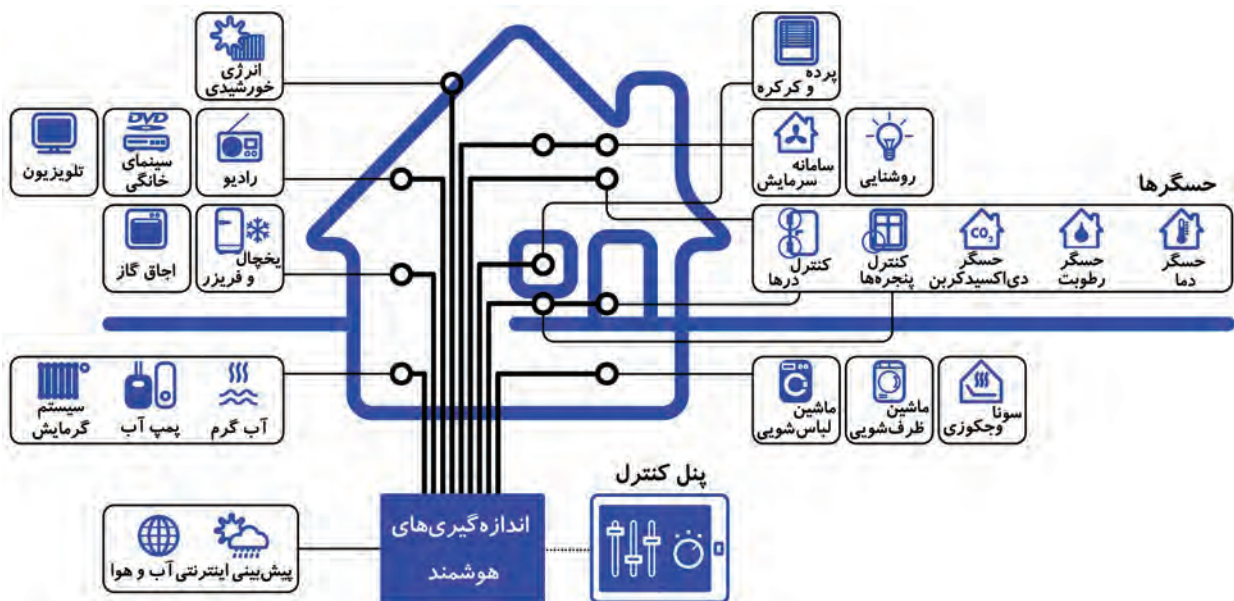 انرژی
خورشیدی
پرده
و کرکره
تلویزیون
DVD
سینمای
خانگی
رادیو
سامانه
سرمایش
روشنایی
حسگرها
اجاق گاز
یخچال
و فریزر
کنترل
درها
کنترل
پنجره‌ها
CO₂
حسگر
دی‌اکسیدکربن
حسگر
رطوبت
حسگر
دما
سیستم
گرمایش
پمپ آب
آب گرم
ماشین
لباس‌شویی
ماشین
ظرف‌شویی
سونا
وجکوزی
پنل کنترل
اندازه‌گیری‌های
هوشمند
پیش‌بینی اینترنتی آب و هوا